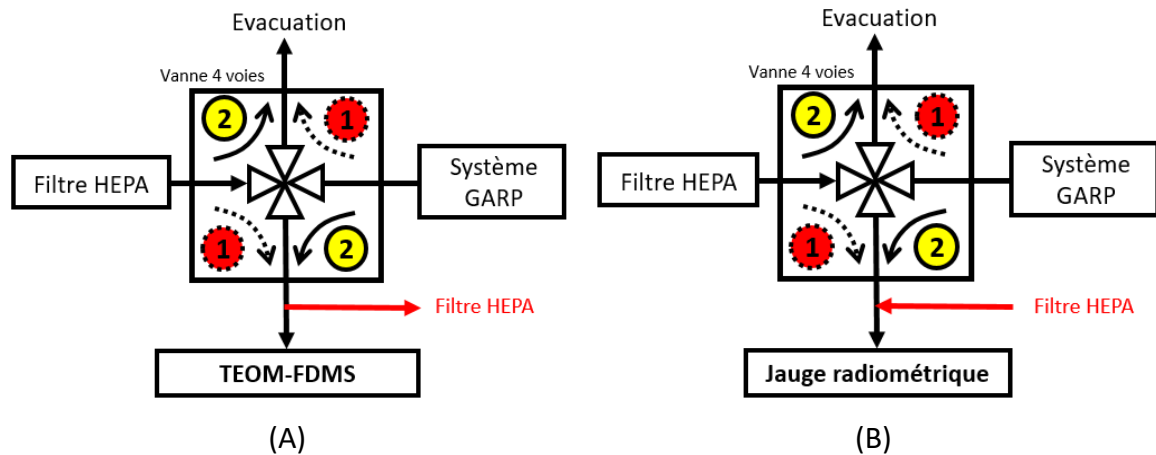 Evacuation
Vanne 4 voies
2
1
Filtre HEPA
Système
GARP
1
2
Filtre HEPA
TEOM-FDMS
(A)
Evacuation
Vanne 4 voies
2
1
Filtre HEPA
Système
GARP
1
2
Filtre HEPA
Jauge radiométrique
(B)